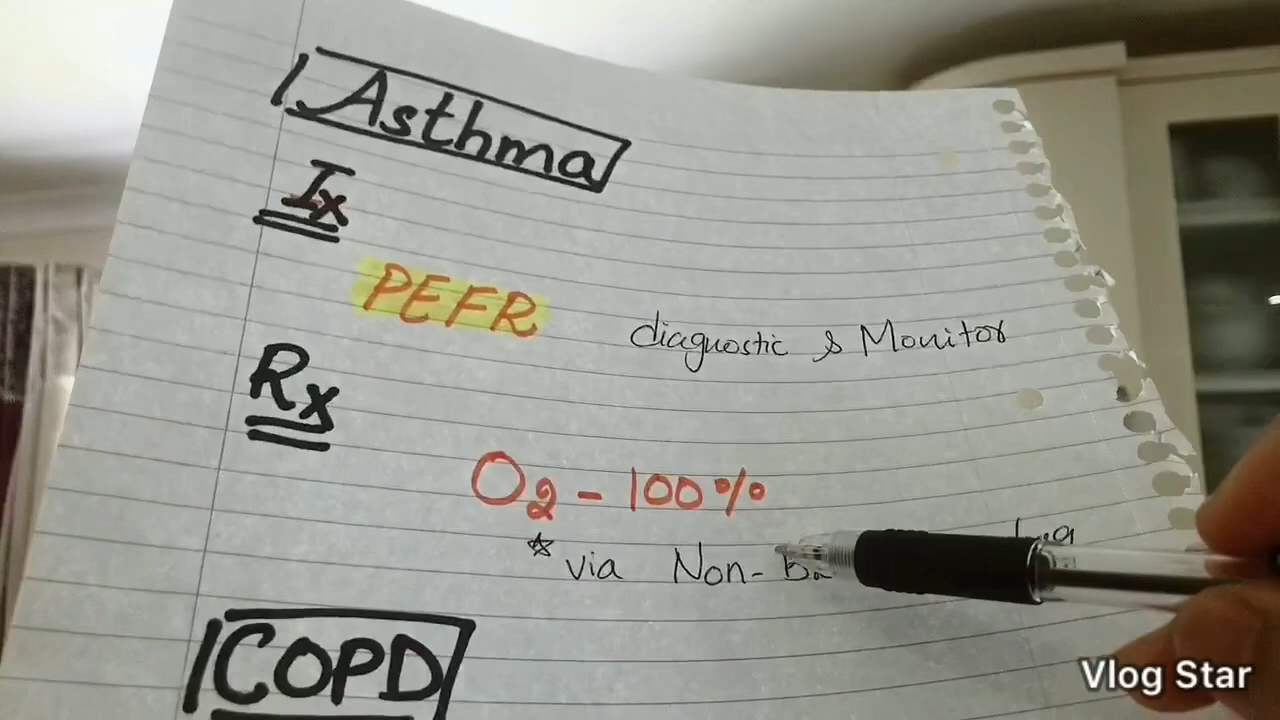 Asthma
Ix
PEFR diagnostic & Monitor
Rx
O2 - 100%
* via Non-
COPD
Vlog Star